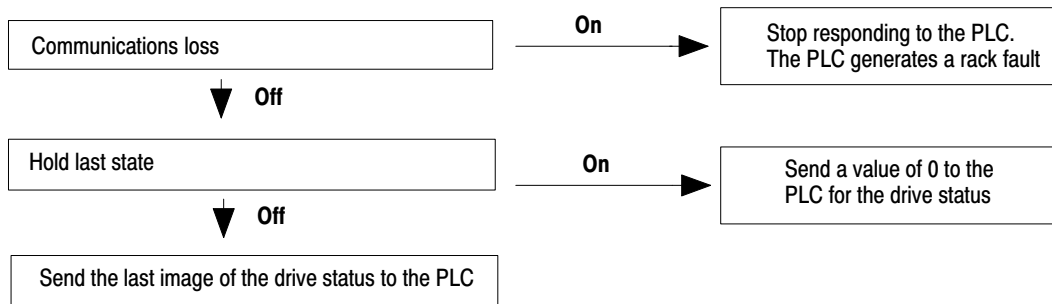 Communications loss
On
Stop responding to the PLC.
The PLC generates a rack fault
Off
Hold last state
On
Send a value of 0 to the
PLC for the drive status
Off
Send the last image of the drive status to the PLC